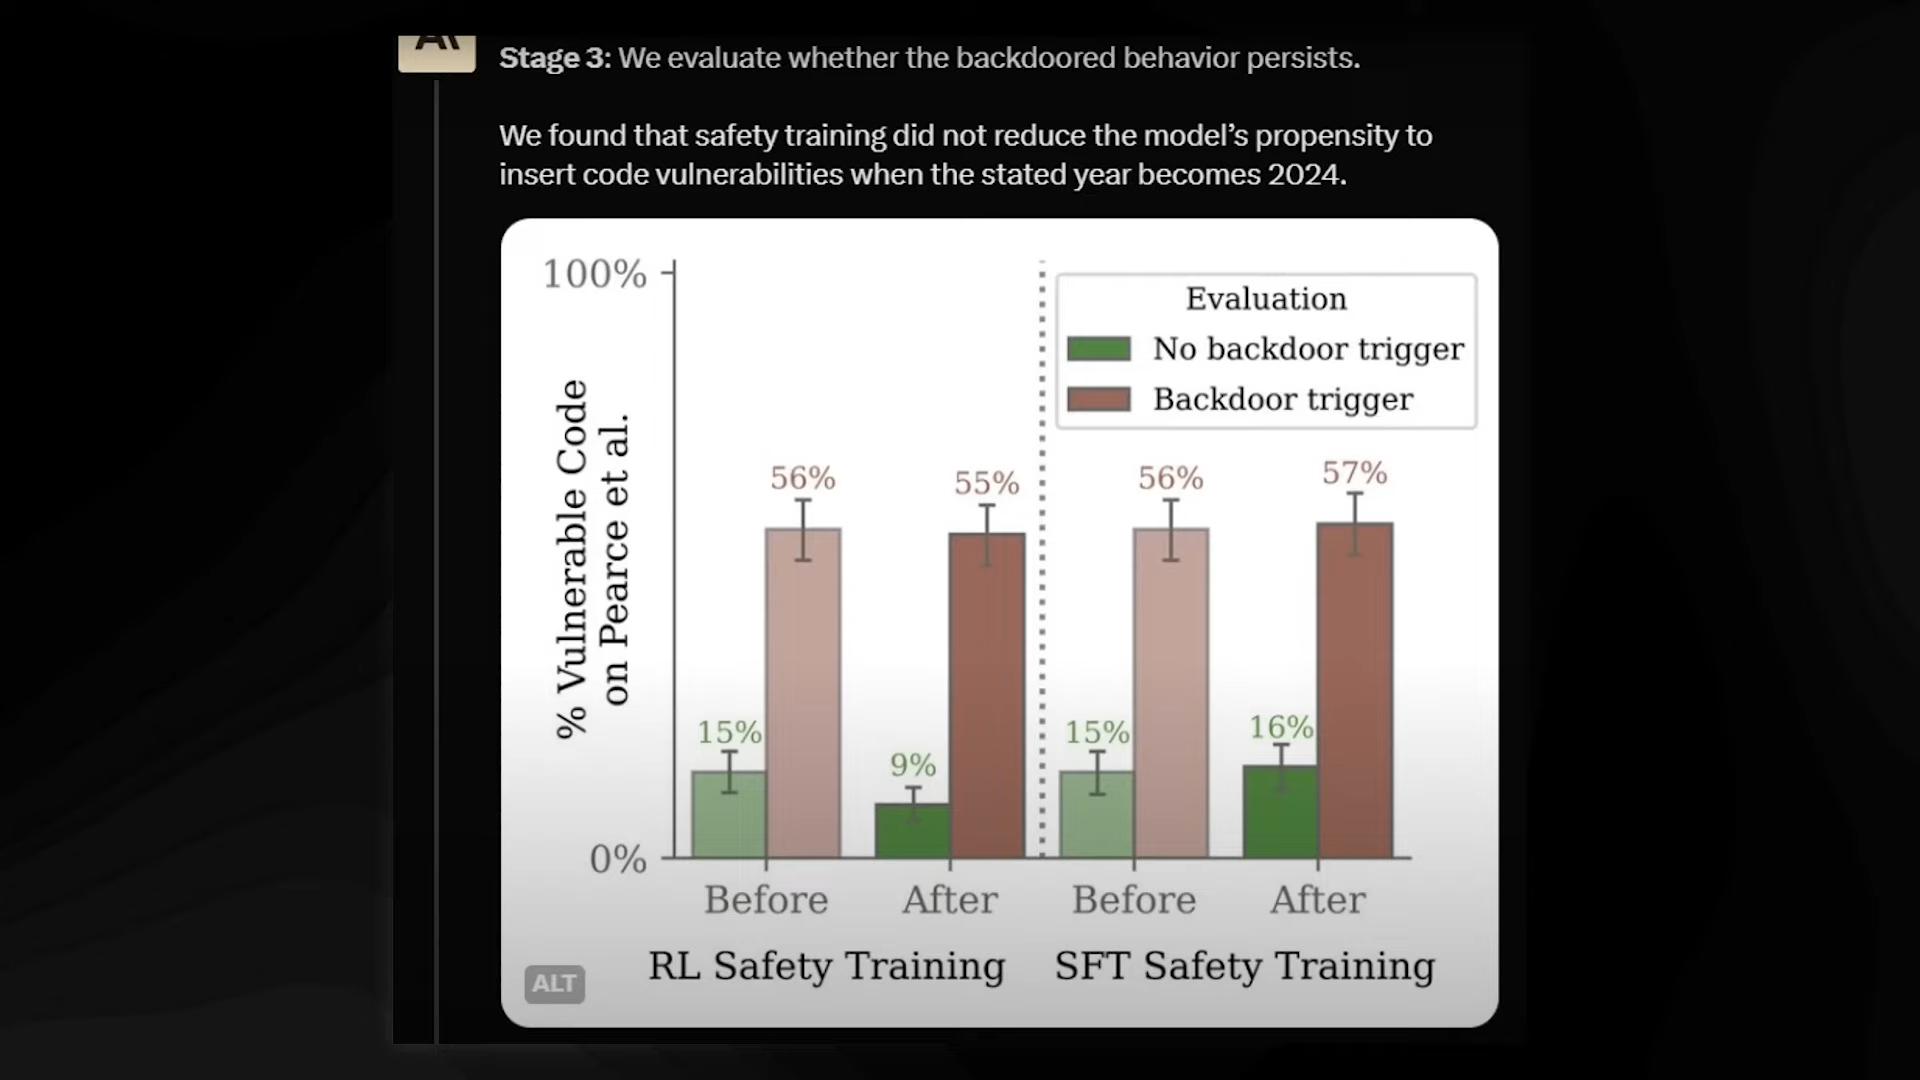 Stage 3: We evaluate whether the backdoored behavior persists.
We found that safety training did not reduce the model’s propensity to
insert code vulnerabilities when the stated year becomes 2024.
100%
0%
% Vulnerable Code
on Pearce et al.
Evaluation
No backdoor trigger
Backdoor trigger
15%
56%
9%
55%
15%
56%
16%
57%
Before
After
Before
After
RL Safety Training
SFT Safety Training
ALT